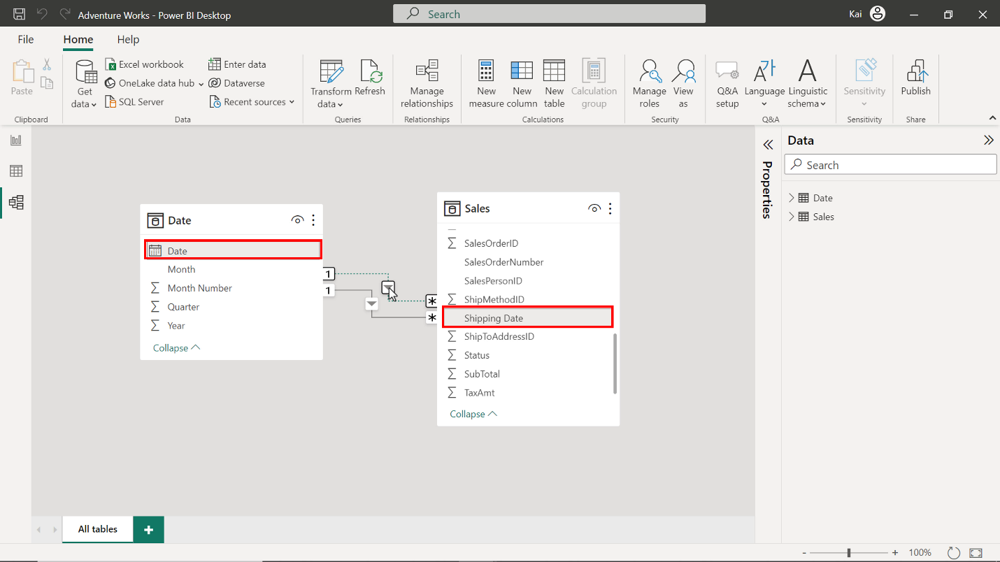 Adventure Works - Power BI Desktop
Search
Kai
File
Home
Help
Paste
Clipboard
Get
data
Excel workbook
OneLake data hub
SQL Server
Enter data
Dataverse
Recent sources
Data
Transform
data
Refresh
Queries
Manage
relationships
Relationships
New
measure
New
column
New
table
Calculation
group
Calculations
Manage
roles
View
as
Security
Q&A
setup
Language
Linguistic
schema
Q&A
Sensitivity
Sensitivity
Publish
Share
Date
Date
Month
Month Number
Quarter
Year
Collapse
1
1
*
*
Sales
SalesOrderID
SalesOrderNumber
SalesPersonID
ShipMethodID
Shipping Date
ShipToAddressID
Status
SubTotal
TaxAmt
Collapse
Properties
Data
Search
Date
Sales
All tables
+
- + 100%